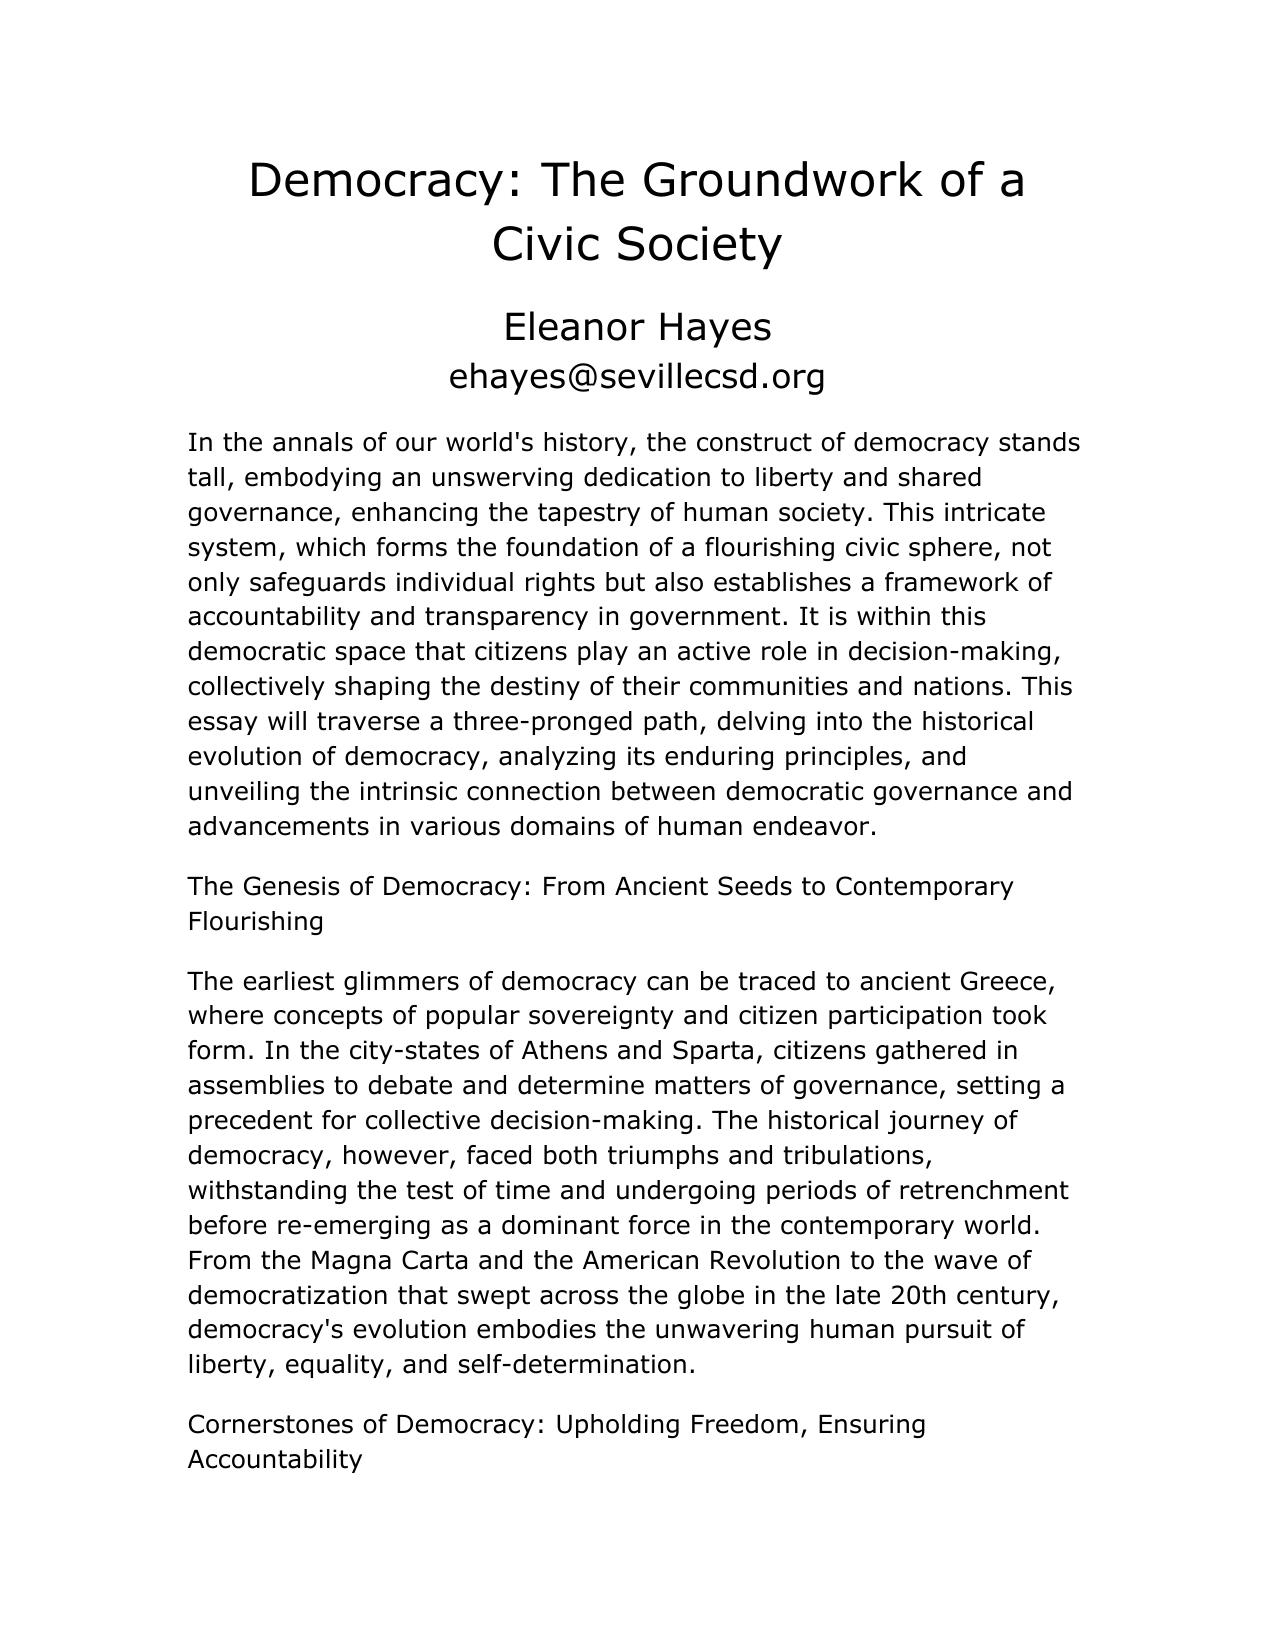 Democracy: The Groundwork of a
Civic Society
Eleanor Hayes
ehayes@sevillecsd.org
In the annals of our world's history, the construct of democracy stands
tall, embodying an unswerving dedication to liberty and shared
governance, enhancing the tapestry of human society. This intricate
system, which forms the foundation of a flourishing civic sphere, not
only safeguards individual rights but also establishes a framework of
accountability and transparency in government. It is within this
democratic space that citizens play an active role in decision-making,
collectively shaping the destiny of their communities and nations. This
essay will traverse a three-pronged path, delving into the historical
evolution of democracy, analyzing its enduring principles, and
unveiling the intrinsic connection between democratic governance and
advancements in various domains of human endeavor.
The Genesis of Democracy: From Ancient Seeds to Contemporary
Flourishing
The earliest glimmers of democracy can be traced to ancient Greece,
where concepts of popular sovereignty and citizen participation took
form. In the city-states of Athens and Sparta, citizens gathered in
assemblies to debate and determine matters of governance, setting a
precedent for collective decision-making. The historical journey of
democracy, however, faced both triumphs and tribulations,
withstanding the test of time and undergoing periods of retrenchment
before re-emerging as a dominant force in the contemporary world.
From the Magna Carta and the American Revolution to the wave of
democratization that swept across the globe in the late 20th century,
democracy's evolution embodies the unwavering human pursuit of
liberty, equality, and self-determination.
Cornerstones of Democracy: Upholding Freedom, Ensuring
Accountability